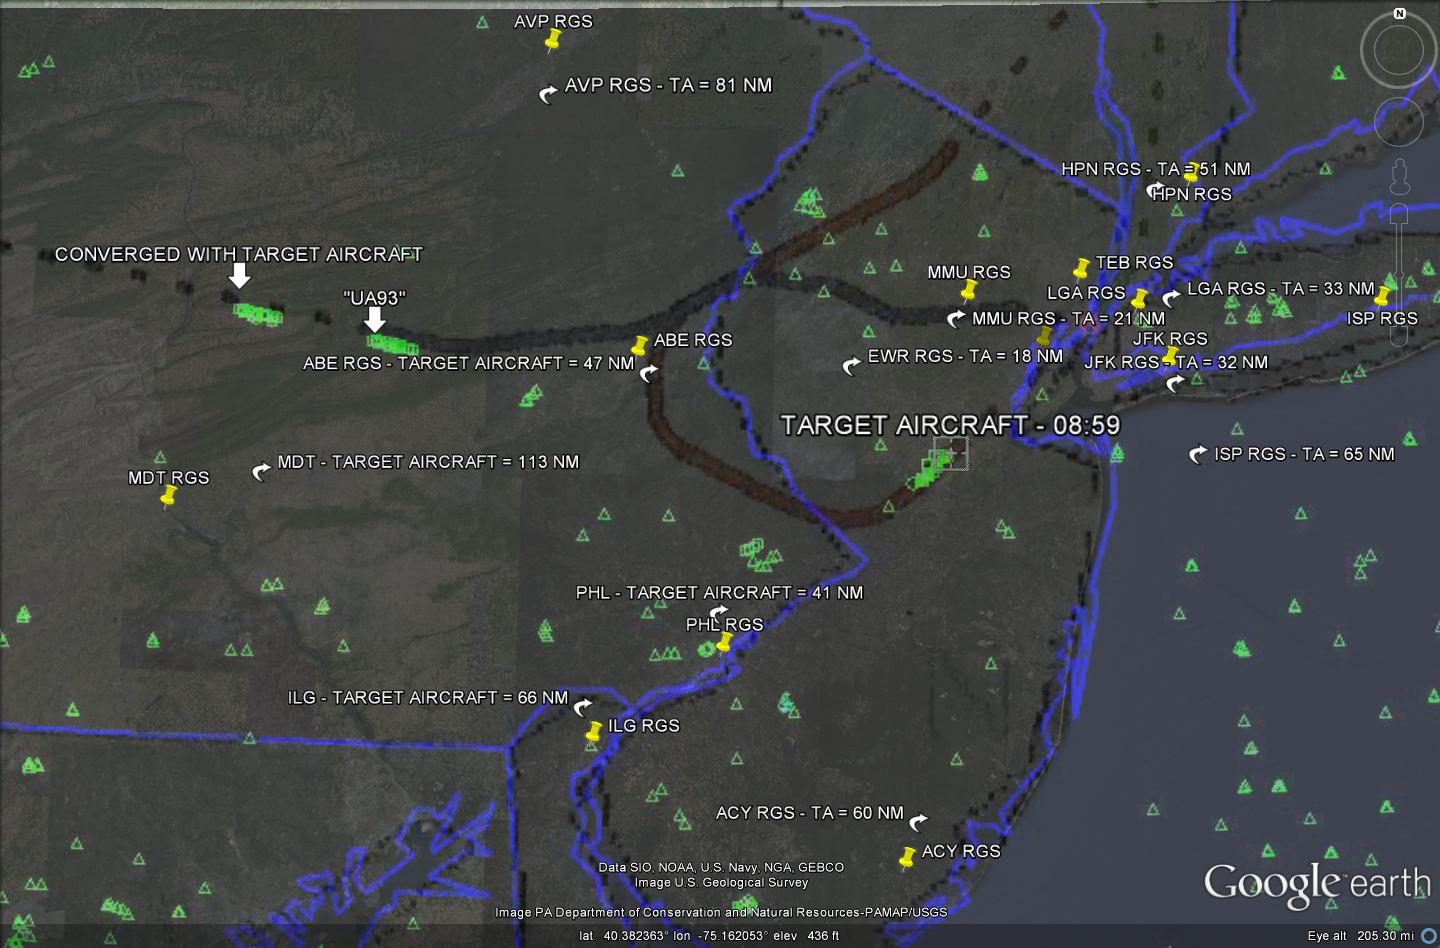 AVP RGS
AVP RGS - TA = 81 NM
N
HPN RGS - TA = 51 NM
HPN RGS
CONVERGED WITH TARGET AIRCRAFT
"UA93"
TEB RGS
MMU RGS
LGA RGS
LGA RGS - TA = 33 NM
MMU RGS - TA = 21 NM
ISP RGS
ABE RGS
JFK RGS
ABE RGS - TARGET AIRCRAFT = 47 NM
EWR RGS - TA = 18 NM
JFK RGS - TA = 32 NM
TARGET AIRCRAFT - 08:59
MDT - TARGET AIRCRAFT = 113 NM
ISP RGS - TA = 65 NM
MDT RGS
PHL - TARGET AIRCRAFT = 41 NM
PHL RGS
ILG - TARGET AIRCRAFT = 66 NM
ILG RGS
ACY RGS - TA = 60 NM
ACY RGS
Data SIO, NOAA, U.S. Navy, NGA, GEBCO
Image U.S. Geological Survey
Google earth
Image PA Department of Conservation and Natural Resources-PAMAP/USGS
lat 40.382363° lon -75.162053° elev 436 ft
Eye alt 205.30 mi